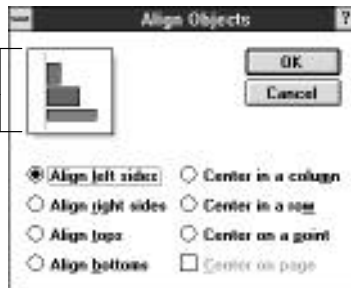 Align Objects ?
OK
Cancel
Align left sides
Center in a column
Align right sides
Center in a row
Align tops
Center on a point
Align bottoms
Center on page